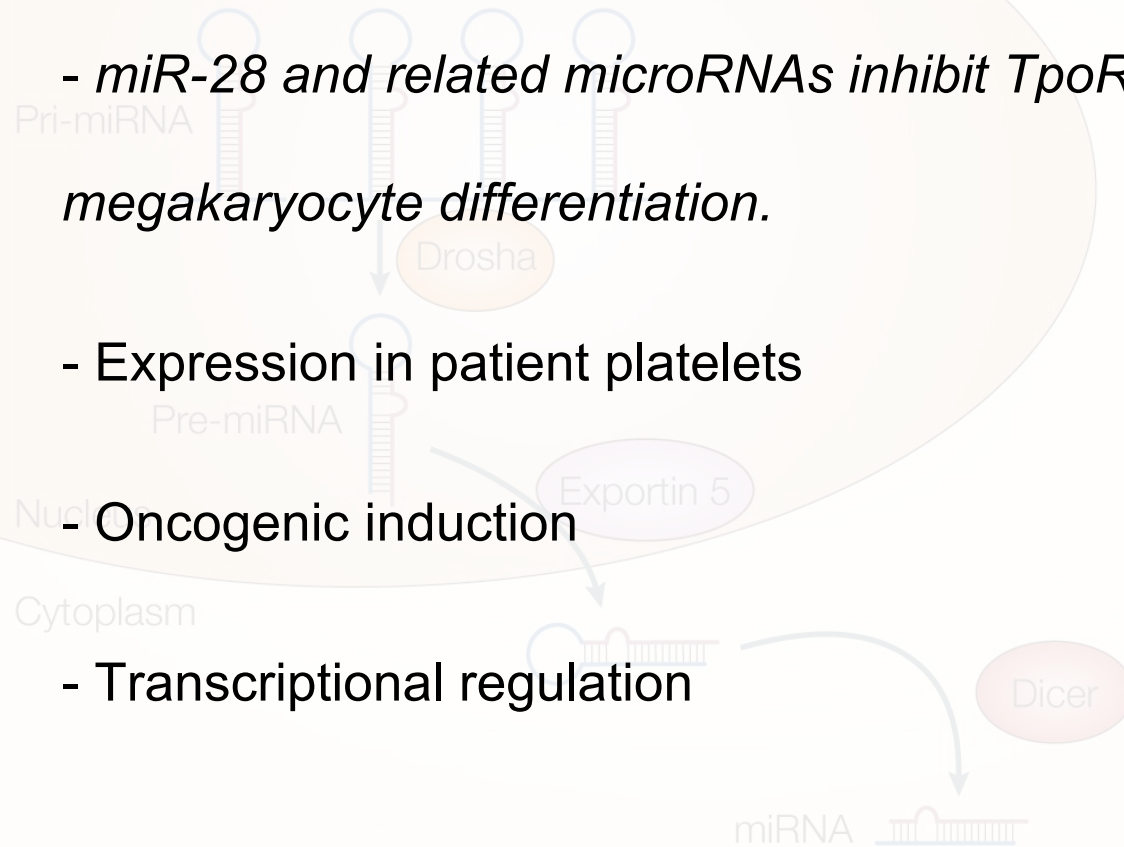 - miR-28 and related microRNAs inhibit TpoR
Pri-miRNA
megakaryocyte differentiation.
Drosha
- Expression in patient platelets
Pre-miRNA
Exportin 5
- Oncogenic induction
Cytoplasm
- Transcriptional regulation
Dicer
miRNA